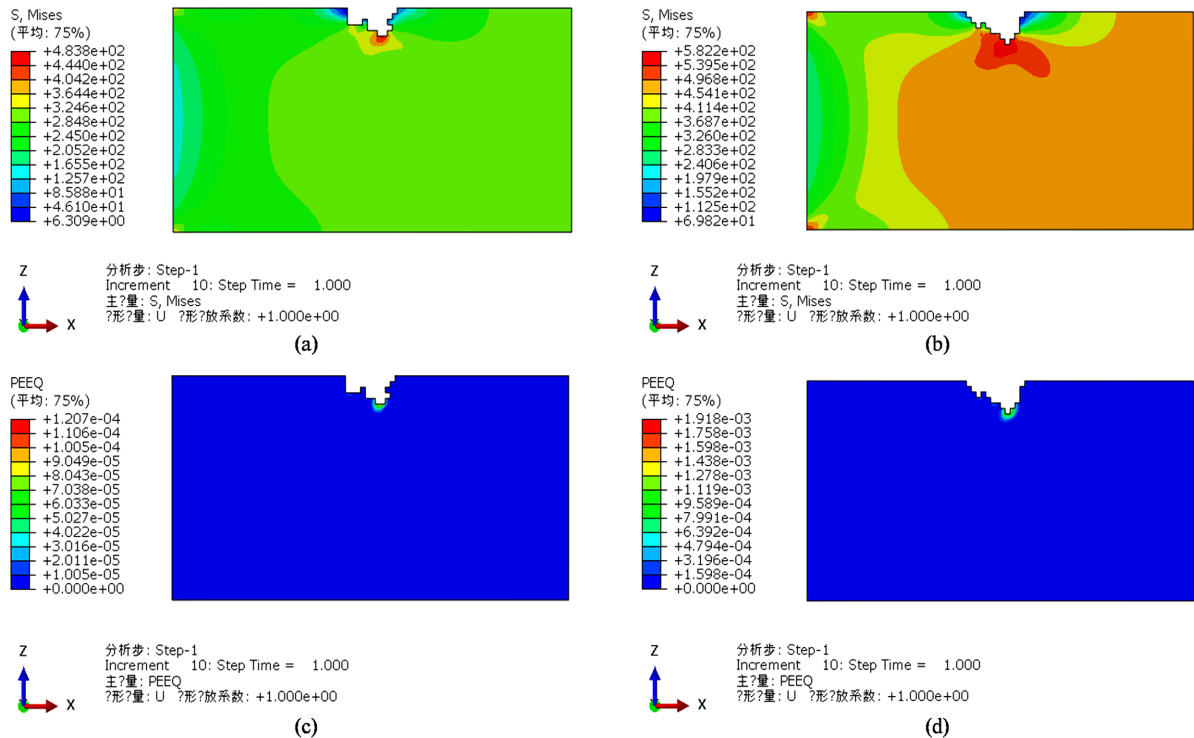 S, Mises
(平均: 75%)
+4.838e+02
+4.440e+02
+4.042e+02
+3.644e+02
+3.246e+02
+2.848e+02
+2.450e+02
+2.052e+02
+1.655e+02
+1.257e+02
+8.588e+01
+4.610e+01
+6.309e+00
Z
X
分析步: Step-1
Increment 10: Step Time = 1.000
主?量: S, Mises
?形?量: U ?形?放系数: +1.000e+00
(a)
S, Mises
(平均: 75%)
+5.822e+02
+5.395e+02
+4.968e+02
+4.541e+02
+4.114e+02
+3.687e+02
+3.260e+02
+2.833e+02
+2.406e+02
+1.979e+02
+1.552e+02
+1.125e+02
+6.982e+01
Z
X
分析步: Step-1
Increment 10: Step Time = 1.000
主?量: S, Mises
?形?量: U ?形?放系数: +1.000e+00
(b)
PEEQ
(平均: 75%)
+1.207e-04
+1.106e-04
+1.005e-04
+9.049e-05
+8.043e-05
+7.038e-05
+6.033e-05
+5.027e-05
+4.022e-05
+3.016e-05
+2.011e-05
+1.005e-05
+0.000e+00
Z
X
分析步: Step-1
Increment 10: Step Time = 1.000
主?量: PEEQ
?形?量: U ?形?放系数: +1.000e+00
(c)
PEEQ
(平均: 75%)
+1.918e-03
+1.758e-03
+1.598e-03
+1.438e-03
+1.278e-03
+1.119e-03
+9.589e-04
+7.991e-04
+6.392e-04
+4.794e-04
+3.196e-04
+1.598e-04
+0.000e+00
Z
X
分析步: Step-1
Increment 10: Step Time = 1.000
主?量: PEEQ
?形?量: U ?形?放系数: +1.000e+00
(d)